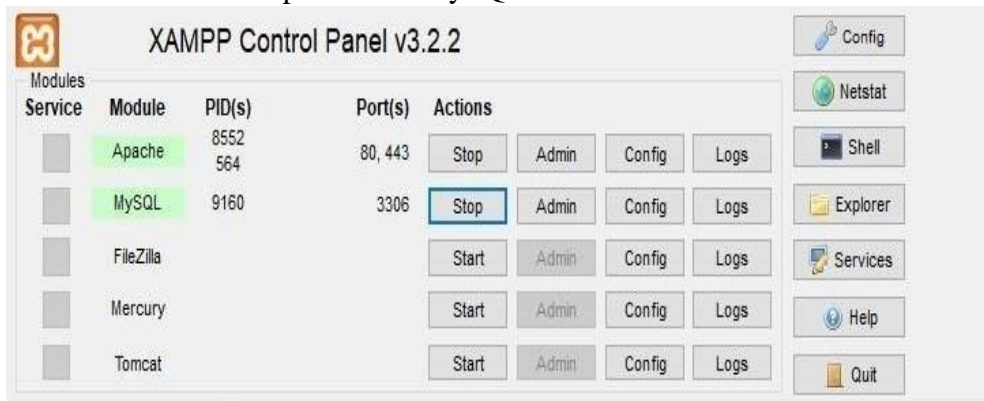 XAMPP Control Panel v3.2.2
Modules
Service Module PID(s) Port(s) Actions
Apache 8552 564 80, 443 Stop Admin Config Logs
MySQL 9160 3306 Stop Admin Config Logs
FileZilla Start Admin Config Logs
Mercury Start Admin Config Logs
Tomcat Start Admin Config Logs
Config
Netstat
Shell
Explorer
Services
Help
Quit